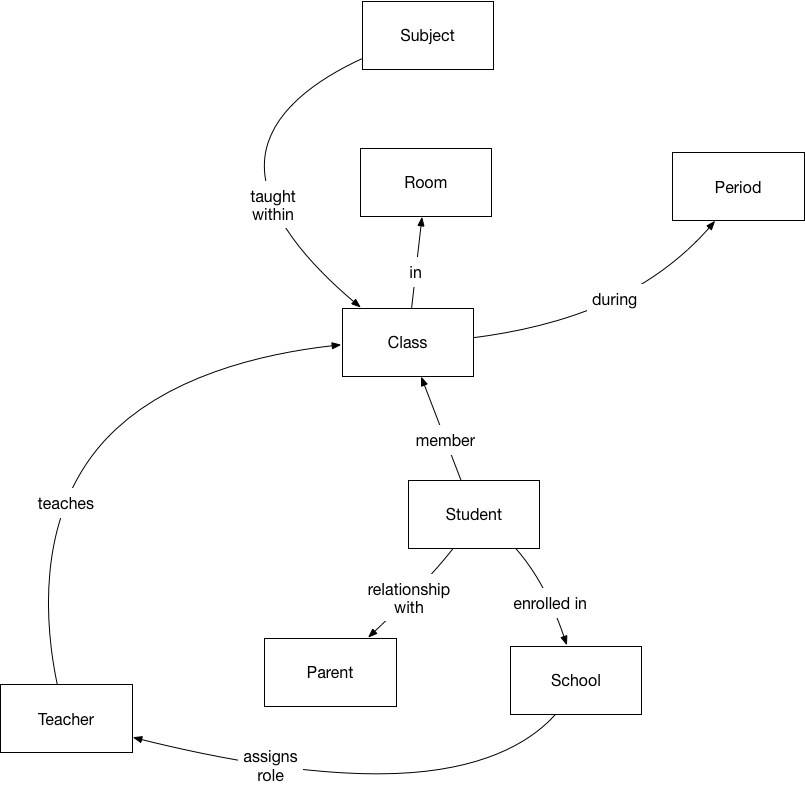 Subject
Room
Period
taught
within
in
during
Class
member
teaches
Student
relationship
with
enrolled in
Parent
School
Teacher
assigns
role